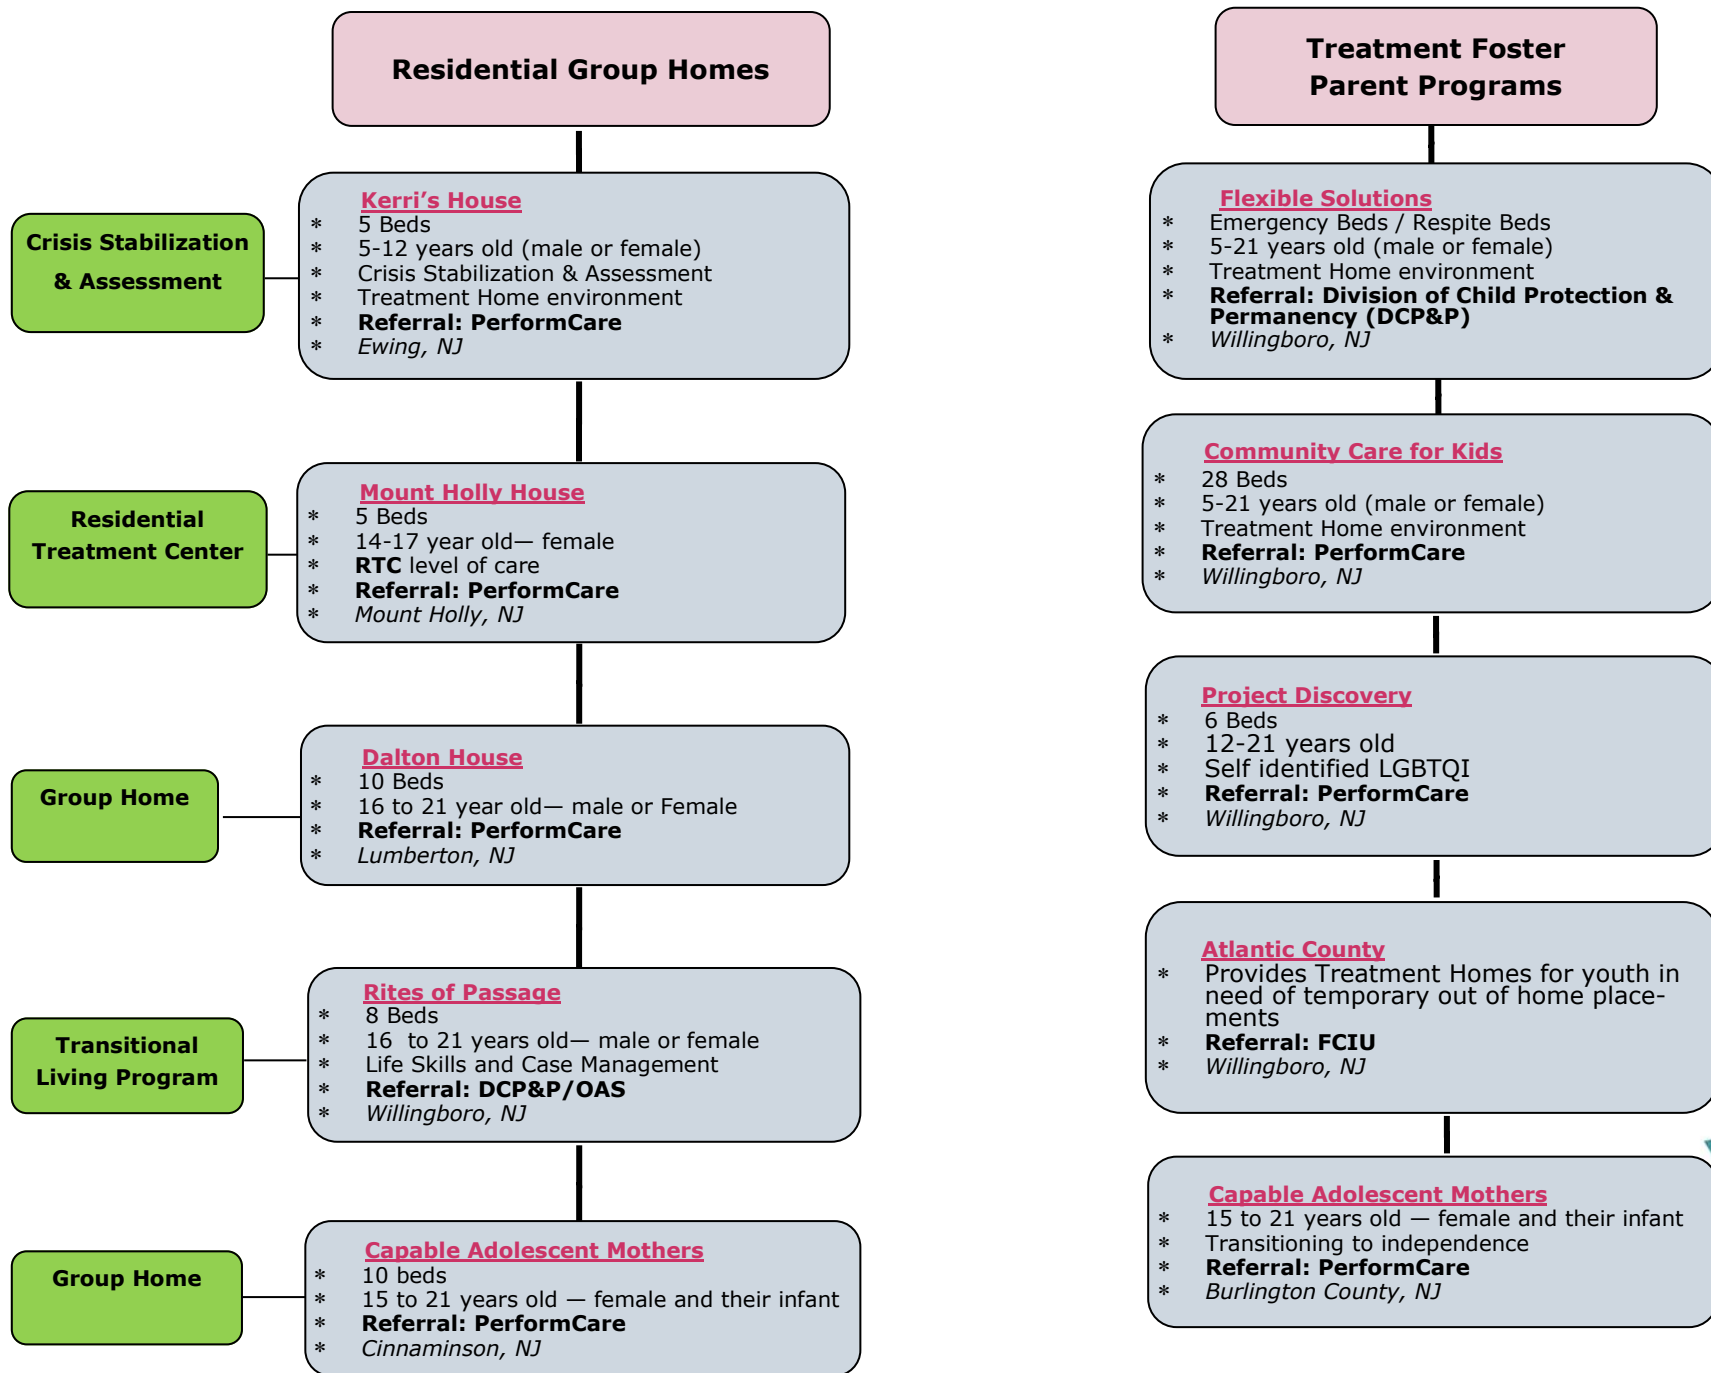 Residential Group Homes
Crisis Stabilization
& Assessment
Kerri’s House
* 5 Beds
* 5-12 years old (male or female)
* Crisis Stabilization & Assessment
* Treatment Home environment
* Referral: PerformCare
* Ewing, NJ
Residential
Treatment Center
Mount Holly House
* 5 Beds
* 14-17 year old— female
* RTC level of care
* Referral: PerformCare
* Mount Holly, NJ
Group Home
Dalton House
* 10 Beds
* 16 to 21 year old— male or Female
* Referral: PerformCare
* Lumberton, NJ
Transitional
Living Program
Rites of Passage
* 8 Beds
* 16  to 21 years old— male or female
* Life Skills and Case Management
* Referral: DCP&P/OAS
* Willingboro, NJ
Group Home
Capable Adolescent Mothers
* 10 beds
* 15 to 21 years old — female and their infant
* Referral: PerformCare
* Cinnaminson, NJ
Treatment Foster
Parent Programs
Flexible Solutions
* Emergency Beds / Respite Beds
* 5-21 years old (male or female)
* Treatment Home environment
* Referral: Division of Child Protection &
Permanency (DCP&P)
* Willingboro, NJ
Community Care for Kids
* 28 Beds
* 5-21 years old (male or female)
* Treatment Home environment
* Referral: PerformCare
* Willingboro, NJ
Project Discovery
* 6 Beds
* 12-21 years old
* Self identified LGBTQI
* Referral: PerformCare
* Willingboro, NJ
Atlantic County
* Provides Treatment Homes for youth in
need of temporary out of home place-
ments
* Referral: FCIU
* Willingboro, NJ
Capable Adolescent Mothers
* 15 to 21 years old — female and their infant
* Transitioning to independence
* Referral: PerformCare
* Burlington County, NJ